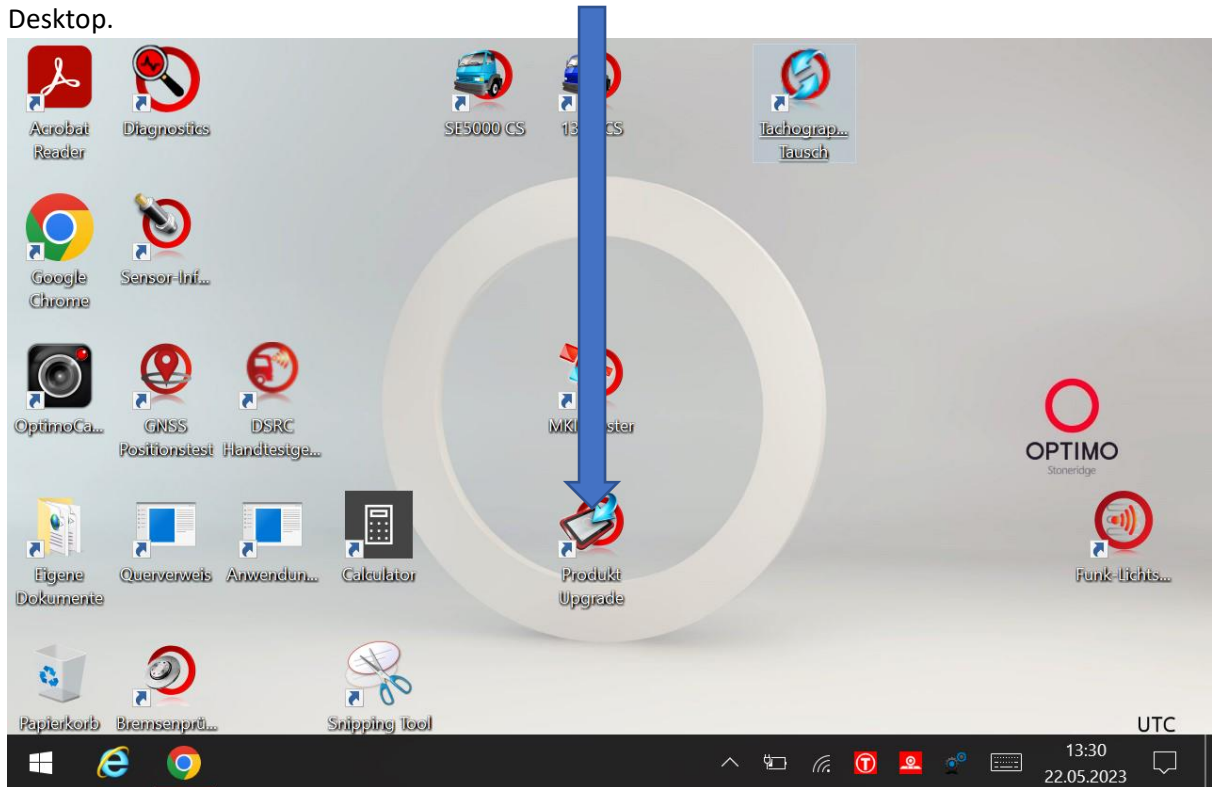 Desktop.
Acrobat
Reader
Diagnostics
SE5000 CS
CS
Tachograp...
Tausch
Google
Chrome
Sensor-Inf...
OptimoCa...
GNSS
Positionstest
DSRC
Handtestge...
OPTIMO
Stoneridge
Eigene
Dokumente
Querverweis
Anwendun...
Calculator
Produkt
Upgrade
Funk-Lichts...
Papierkorb
Bremsenprü...
Snipping Tool
UTC
13:30
22.05.2023